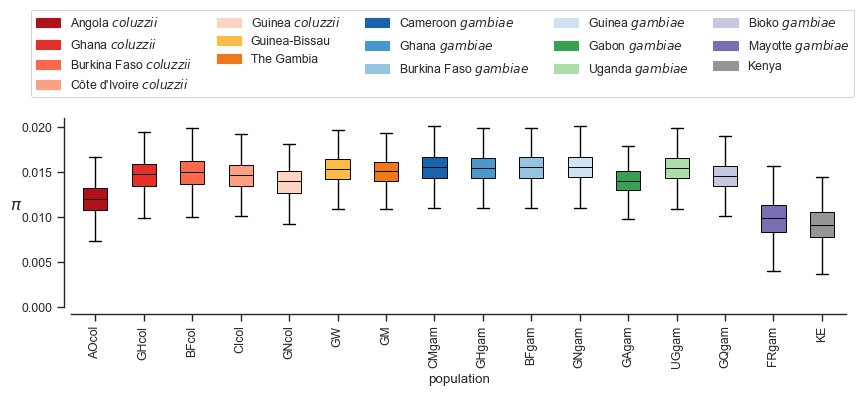 Angola coluzzii
Ghana coluzzii
Burkina Faso coluzzii
Côte d'Ivoire coluzzii
Guinea coluzzii
Guinea-Bissau
The Gambia
Cameroon gambiae
Ghana gambiae
Burkina Faso gambiae
Guinea gambiae
Gabon gambiae
Uganda gambiae
Bioko gambiae
Mayotte gambiae
Kenya
0.020
0.015
0.010
0.005
0.000
π
AOcol
GHcol
BFcol
CIcol
GNcol
GW
GM
CMgam
GHgam
BFgam
GNgam
GAgam
UGgam
GQgam
FRgam
KE
population